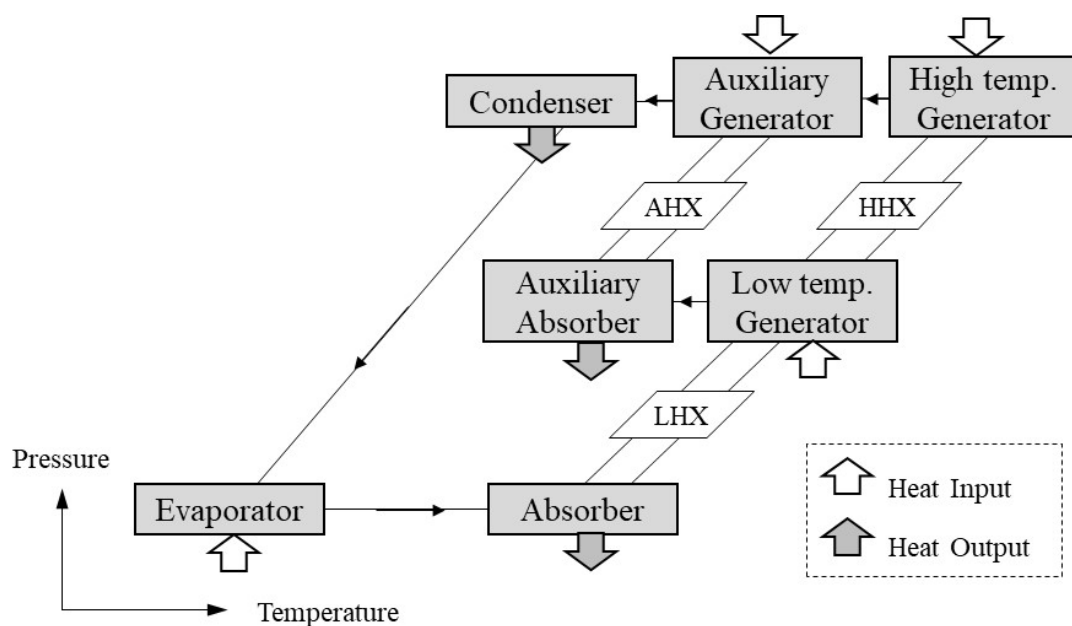 Condenser
Auxiliary
Generator
High temp.
Generator
AHX
HHX
Auxiliary
Absorber
Low temp.
Generator
LHX
Pressure
Evaporator
Absorber
Temperature
Heat Input
Heat Output